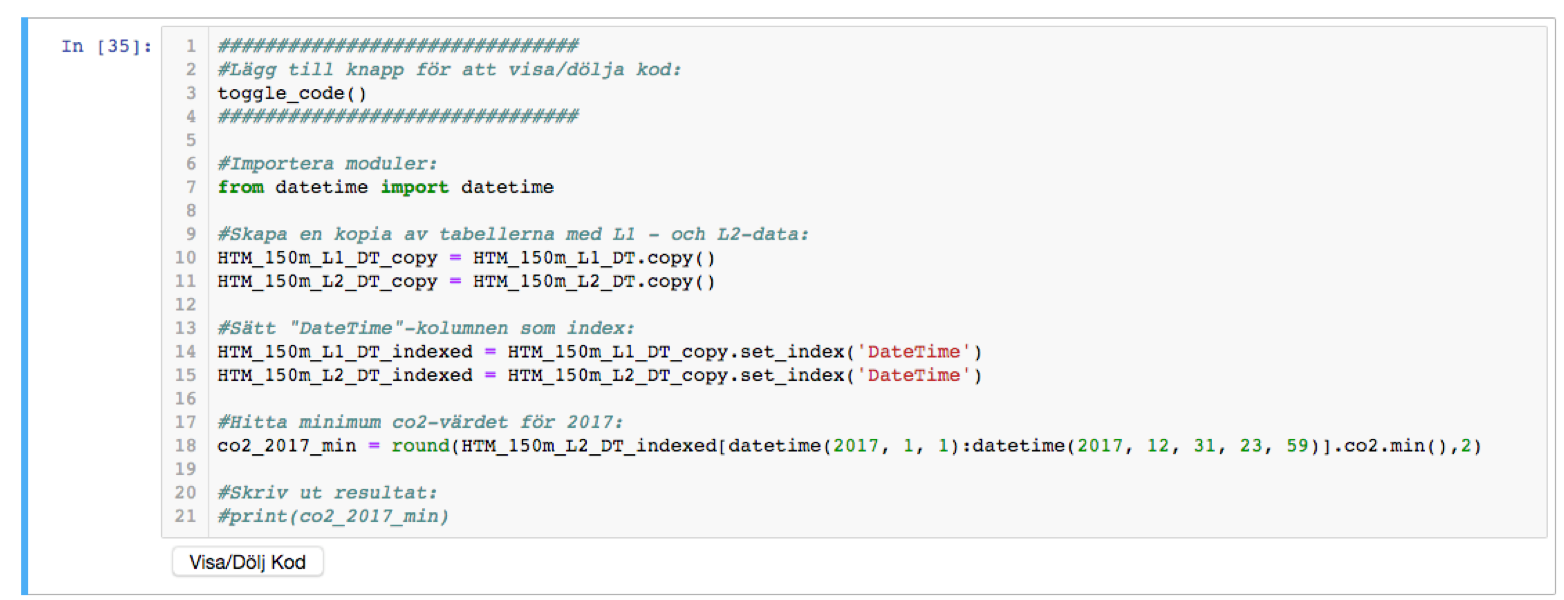 In [35]:
1 ###############################
2 #Lägg till knapp för att visa/dölja kod:
3 toggle_code()
4 ###############################
5
6 #Importera moduler:
7 from datetime import datetime
8
9 #Skapa en kopia av tabellerna med L1 - och L2-data:
10 HTM_150m_L1_DT_copy = HTM_150m_L1_DT.copy()
11 HTM_150m_L2_DT_copy = HTM_150m_L2_DT.copy()
12
13 #Sätt "DateTime"-kolumnen som index:
14 HTM_150m_L1_DT_indexed = HTM_150m_L1_DT_copy.set_index('DateTime')
15 HTM_150m_L2_DT_indexed = HTM_150m_L2_DT_copy.set_index('DateTime')
16
17 #Hitta minimum co2-värdet för 2017:
18 co2_2017_min = round(HTM_150m_L2_DT_indexed[datetime(2017, 1, 1):datetime(2017, 12, 31, 23, 59)].co2.min(),2)
19
20 #Skriv ut resultat:
21 #print(co2_2017_min)
Visa/Dölj Kod